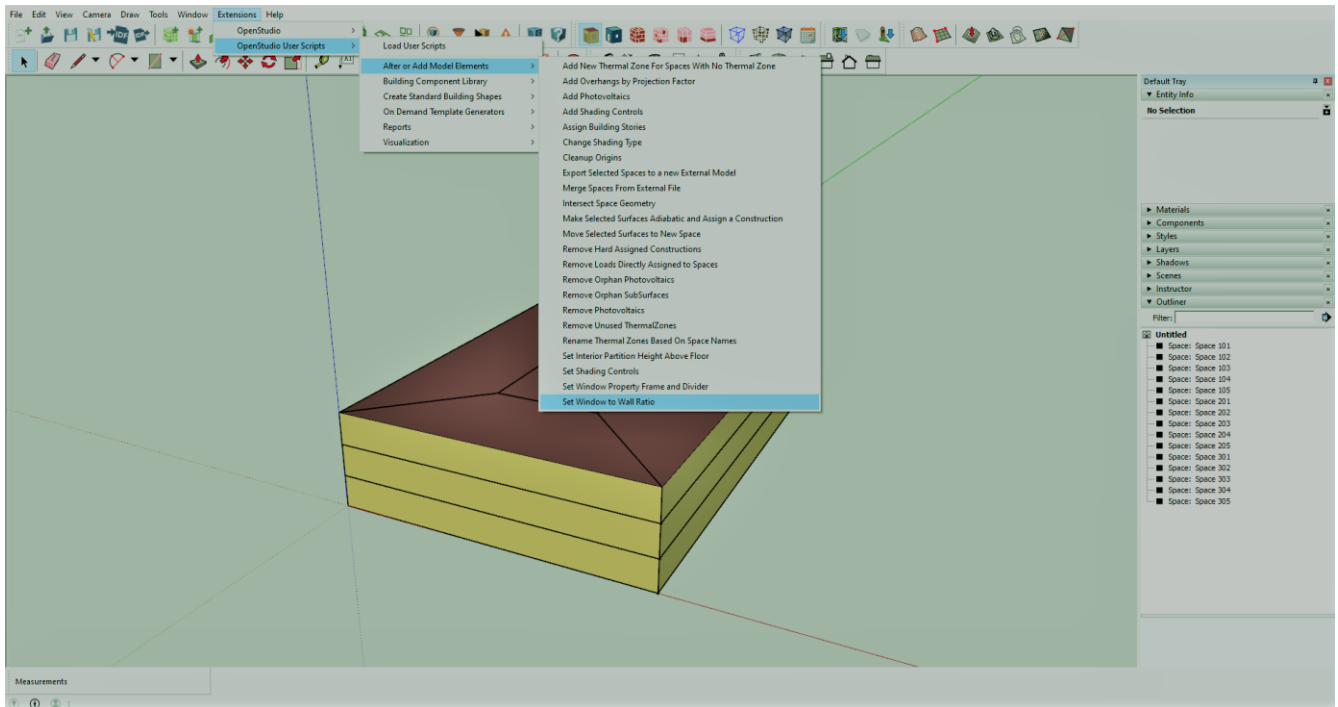 File Edit View Camera Draw Tools Window Extensions Help
OpenStudio
OpenStudio User Scripts
Load User Scripts
Alter or Add Model Elements
Building Component Library
Create Standard Building Shapes
On Demand Template Generators
Reports
Visualization
Add New Thermal Zone For Spaces With No Thermal Zone
Add Overhangs by Projection Factor
Add Photovoltaics
Add Shading Controls
Assign Building Stories
Change Shading Type
Cleanup Origins
Export Selected Spaces to a new External Model
Merge Spaces From External File
Intersect Space Geometry
Make Selected Surfaces Adiabatic and Assign a Construction
Move Selected Surfaces to New Space
Remove Hard Assigned Constructions
Remove Loads Directly Assigned to Spaces
Remove Orphan Photovoltaics
Remove Orphan SubSurfaces
Remove Photovoltaics
Remove Unused ThermalZones
Rename Thermal Zones Based On Space Names
Set Interior Partition Height Above Floor
Set Shading Controls
Set Window Property Frame and Divider
Set Window to Wall Ratio
Default Tray
Entity Info
No Selection
Materials
Components
Styles
Layers
Shadows
Scenes
Instructor
Outliner
Filter:
Untitled
Space: Space 101
Space: Space 102
Space: Space 103
Space: Space 104
Space: Space 105
Space: Space 201
Space: Space 202
Space: Space 203
Space: Space 204
Space: Space 205
Space: Space 301
Space: Space 302
Space: Space 303
Space: Space 304
Space: Space 305
Measurements